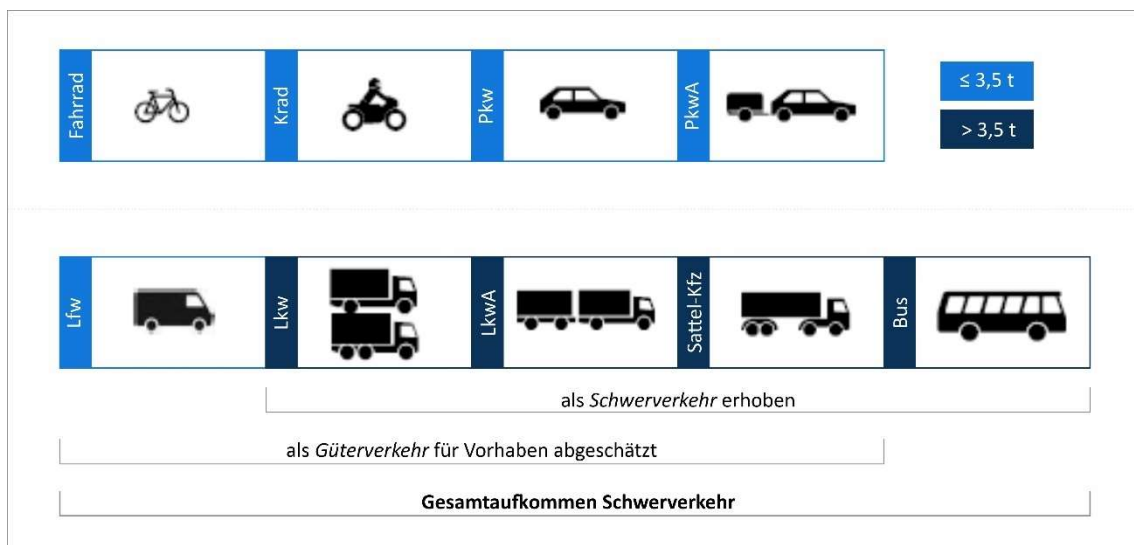 Fahrrad
Krad
Pkw
PkwA
≤ 3,5 t
> 3,5 t
Lfw
Lkw
LkwA
Sattel-Kfz
Bus
als Schwerverkehr erhoben
als Güterverkehr für Vorhaben abgeschätzt
Gesamtaufkommen Schwerverkehr